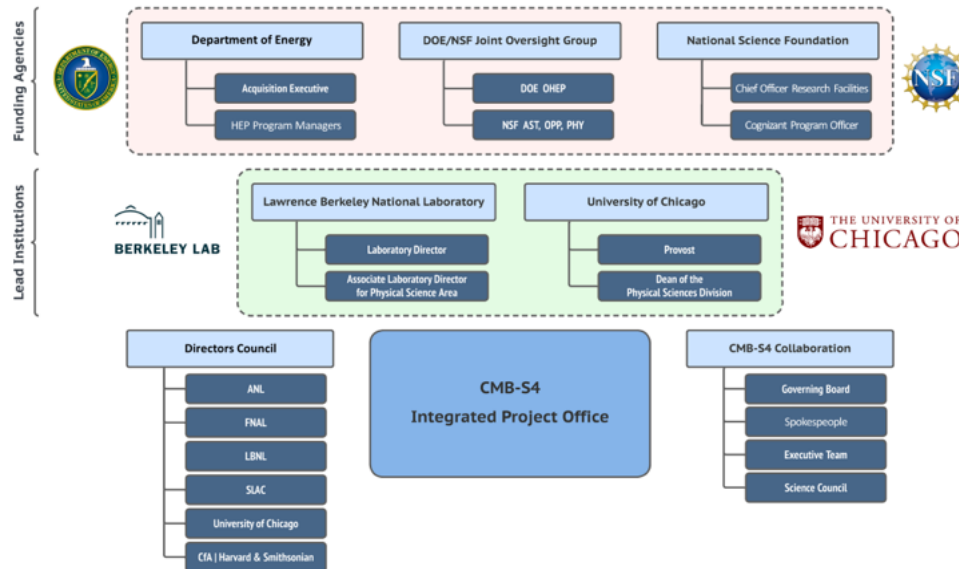 Funding Agencies
Department of Energy
Acquisition Executive
HEP Program Managers
DOE/NSF Joint Oversight Group
DOE OHEP
NSF AST, OPP, PHY
National Science Foundation
Chief Officer Research Facilities
Cognizant Program Officer
NSF
Lead Institutions
BERKELEY LAB
Lawrence Berkeley National Laboratory
Laboratory Director
Associate Laboratory Director
for Physical Science Area
University of Chicago
Provost
Dean of the
Physical Sciences Division
THE UNIVERSITY OF
CHICAGO
Directors Council
ANL
FNAL
LBNL
SLAC
University of Chicago
CfA | Harvard & Smithsonian
CMB-S4
Integrated Project Office
CMB-S4 Collaboration
Governing Board
Spokespeople
Executive Team
Science Council